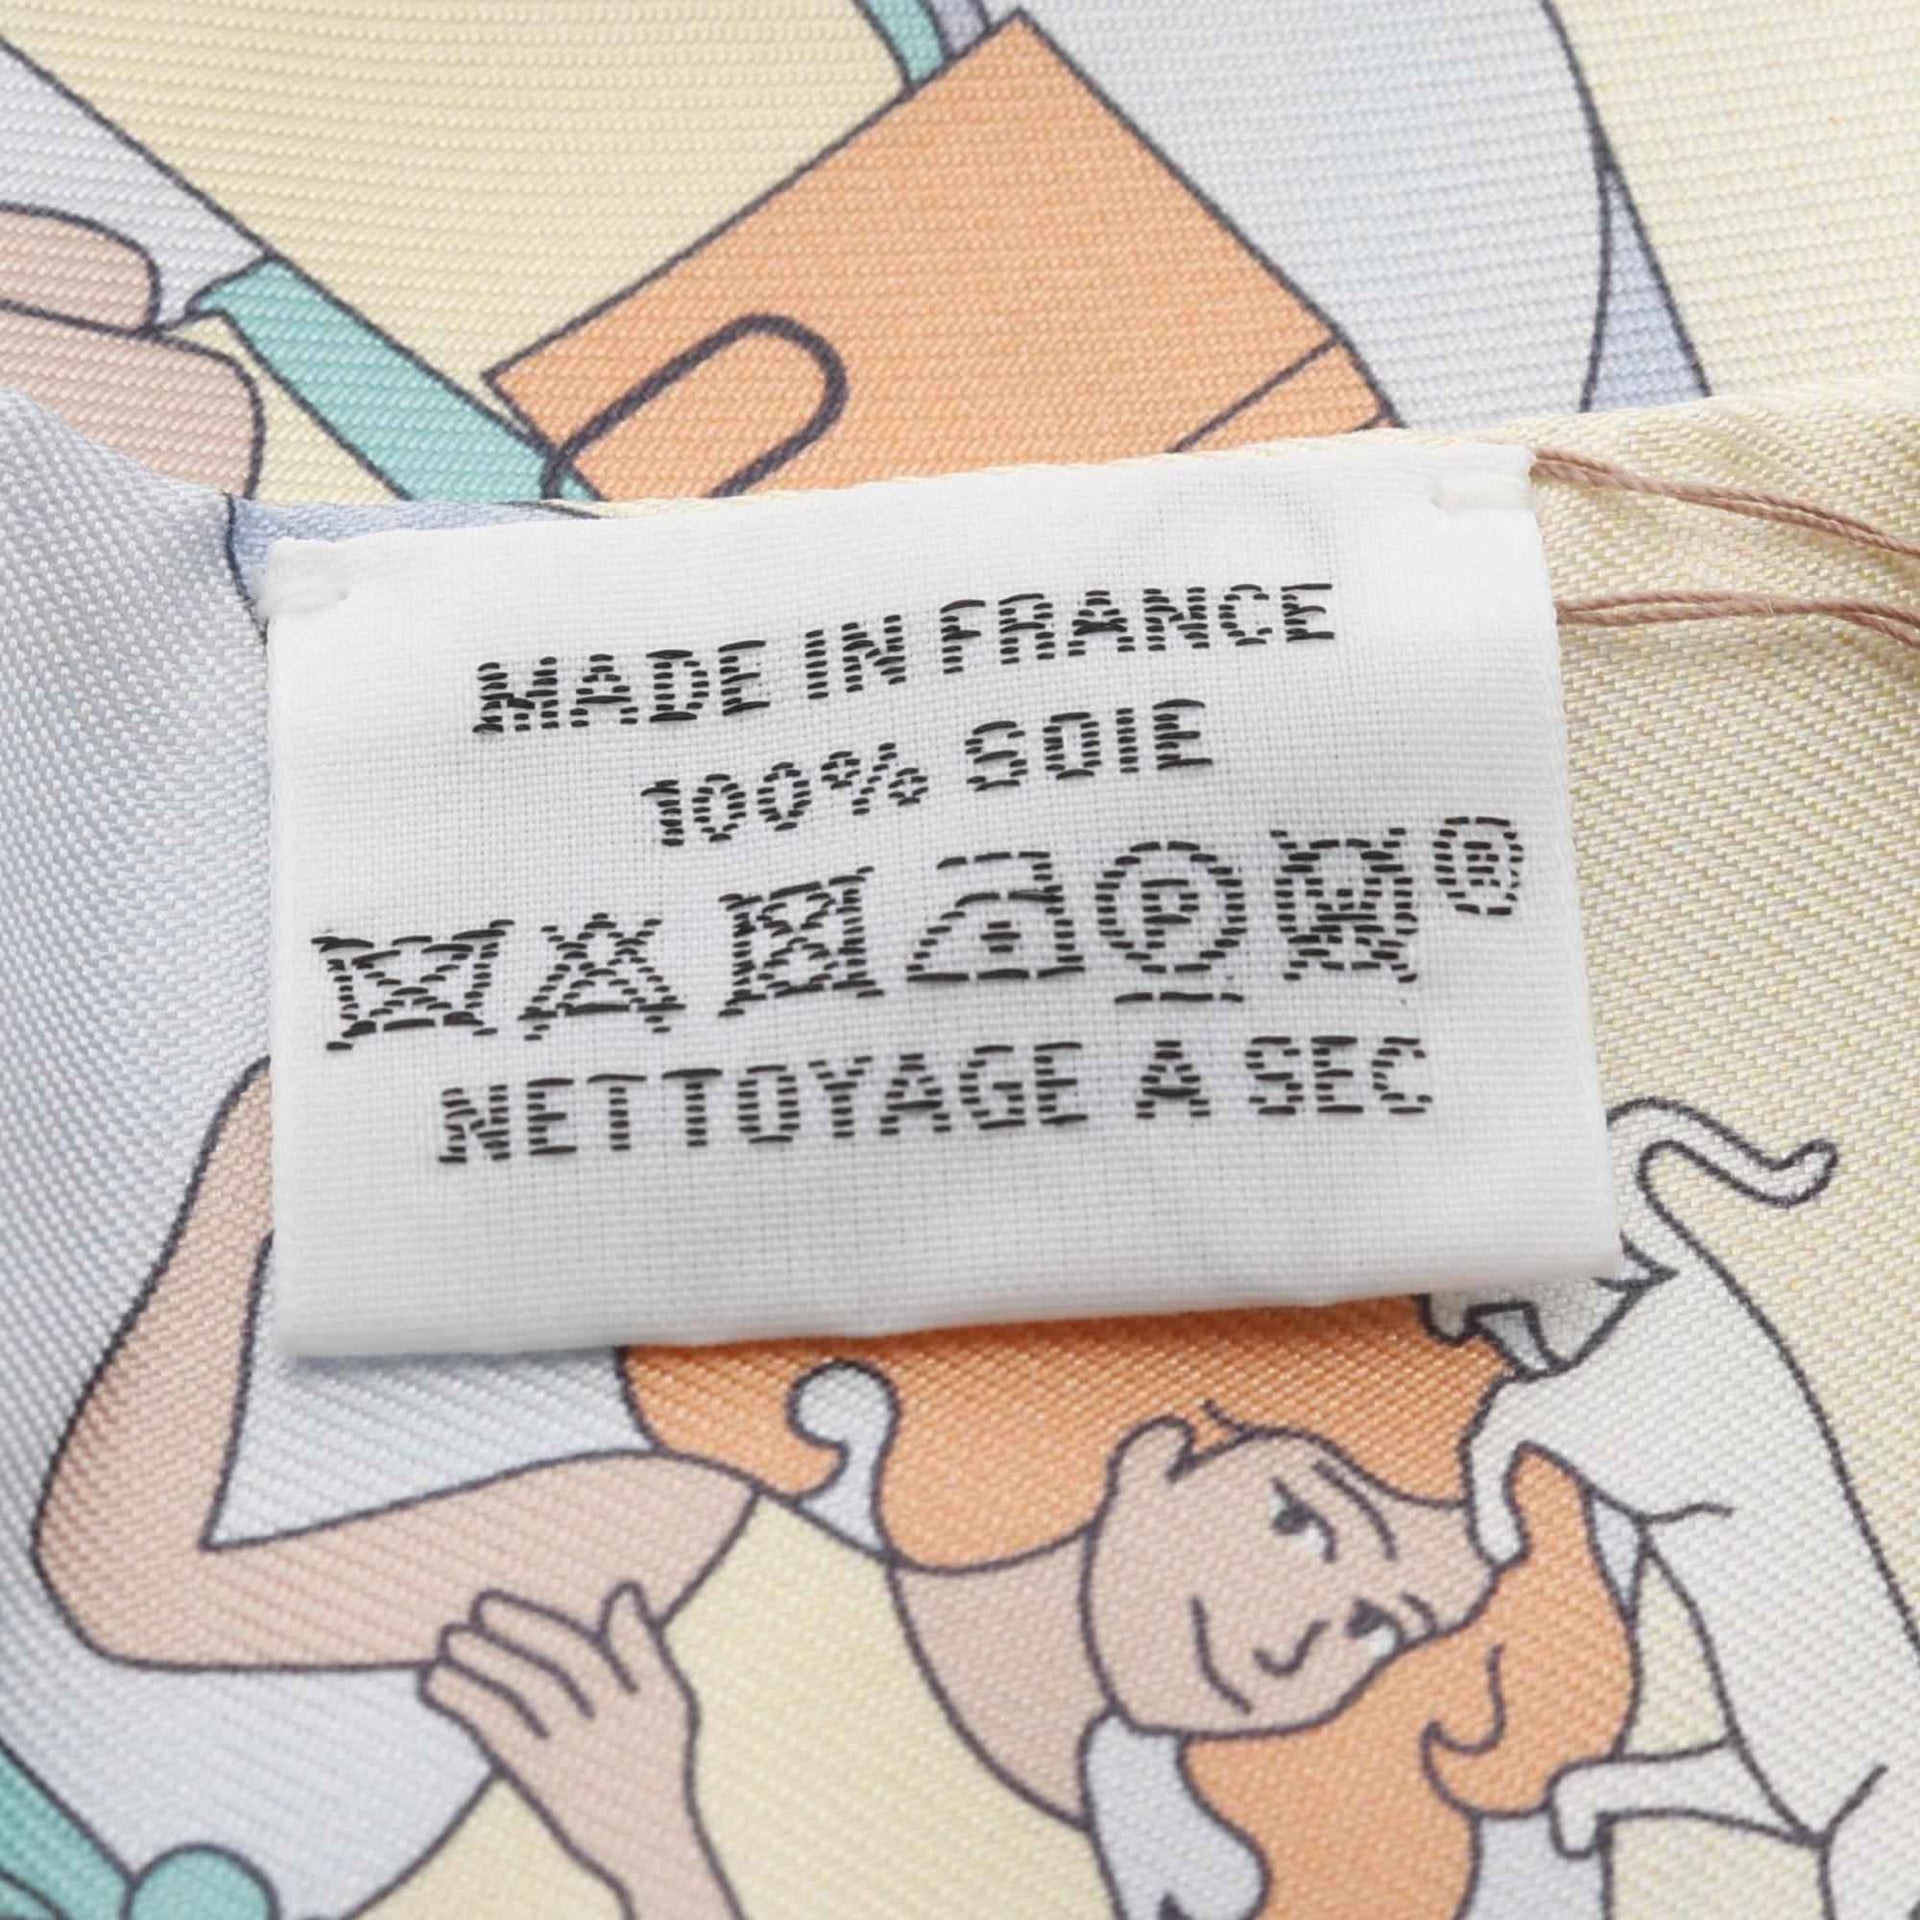 MADE IN FRANCE
100% SOIE
P W ®
NETTOYAGE A SEC